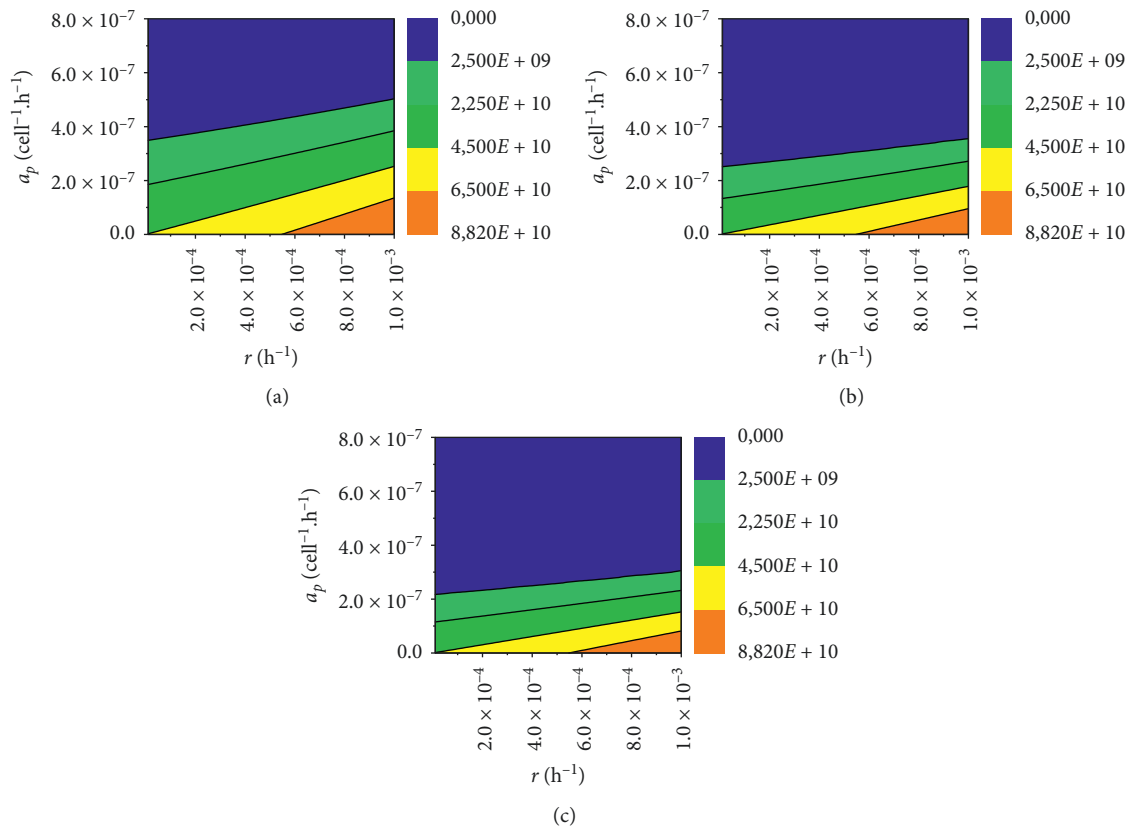 8.0 × 10⁻⁷
6.0 × 10⁻⁷
4.0 × 10⁻⁷
2.0 × 10⁻⁷
0.0
aₚ (cell⁻¹.h⁻¹)
2.0 × 10⁻⁴
4.0 × 10⁻⁴
6.0 × 10⁻⁴
8.0 × 10⁻⁴
1.0 × 10⁻³
r (h⁻¹)
0,000
2,500E + 09
2,250E + 10
4,500E + 10
6,500E + 10
8,820E + 10
(a)
8.0 × 10⁻⁷
6.0 × 10⁻⁷
4.0 × 10⁻⁷
2.0 × 10⁻⁷
0.0
aₚ (cell⁻¹.h⁻¹)
2.0 × 10⁻⁴
4.0 × 10⁻⁴
6.0 × 10⁻⁴
8.0 × 10⁻⁴
1.0 × 10⁻³
r (h⁻¹)
0,000
2,500E + 09
2,250E + 10
4,500E + 10
6,500E + 10
8,820E + 10
(b)
8.0 × 10⁻⁷
6.0 × 10⁻⁷
4.0 × 10⁻⁷
2.0 × 10⁻⁷
0.0
aₚ (cell⁻¹.h⁻¹)
2.0 × 10⁻⁴
4.0 × 10⁻⁴
6.0 × 10⁻⁴
8.0 × 10⁻⁴
1.0 × 10⁻³
r (h⁻¹)
0,000
2,500E + 09
2,250E + 10
4,500E + 10
6,500E + 10
8,820E + 10
(c)